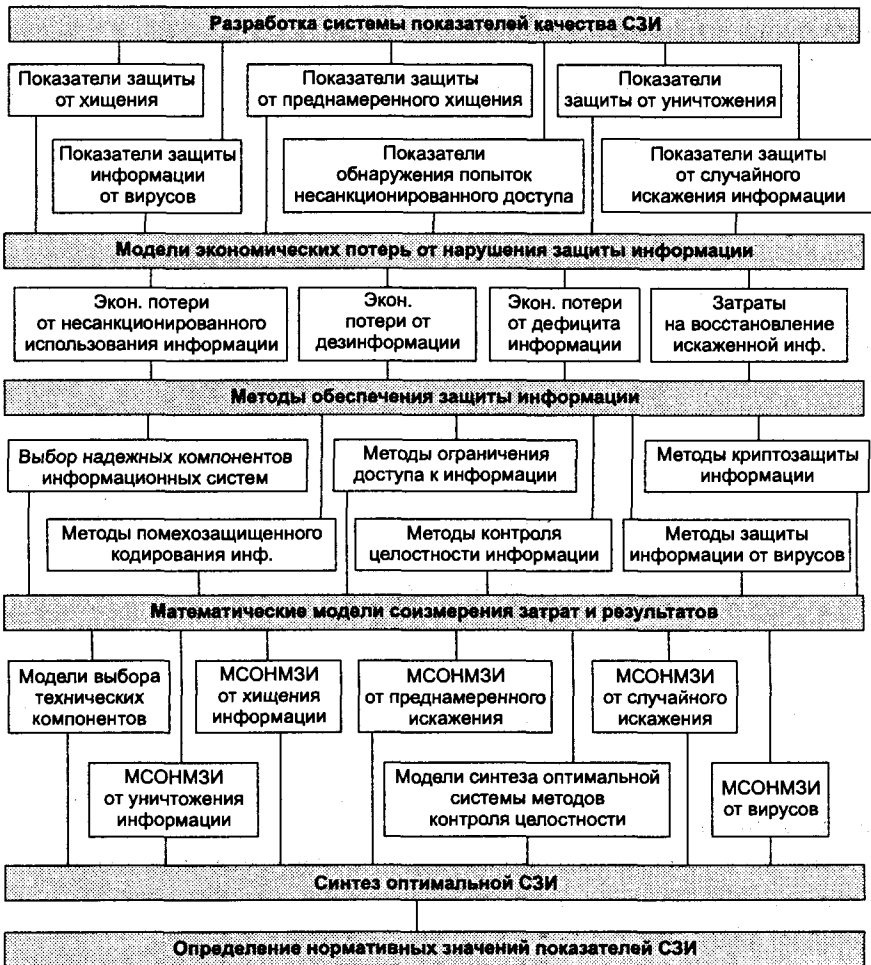 Разработка системы показателей качества СЗИ
Показатели защиты
от хищения
Показатели защиты
от преднамеренного хищения
Показатели
защиты от уничтожения
Показатели защиты
информации
от вирусов
Показатели
обнаружения попыток
несанкционированного доступа
Показатели защиты
от случайного
искажения информации
Модели экономических потерь от нарушения защиты информации
Экон. потери
от несанкционированного
использования информации
Экон.
потери от
дезинформации
Экон. потери
от дефицита
информации
Затраты
на восстановление
искаженной инф.
Методы обеспечения защиты информации
Выбор надежных компонентов
информационных систем
Методы ограничения
доступа к информации
Методы криптозащиты
информации
Методы помехозащищенного
кодирования инф.
Методы контроля
целостности информации
Методы защиты
информации от вирусов
Математические модели соизмерения затрат и результатов
Модели выбора
технических
компонентов
МСОНМЗИ
от хищения
информации
МСОНМЗИ
от преднамеренного
искажения
МСОНМЗИ
от случайного
искажения
МСОНМЗИ
от уничтожения
информации
Модели синтеза оптимальной
системы методов
контроля целостности
МСОНМЗИ
от вирусов
Синтез оптимальной СЗИ
Определение нормативных значений показателей СЗИ